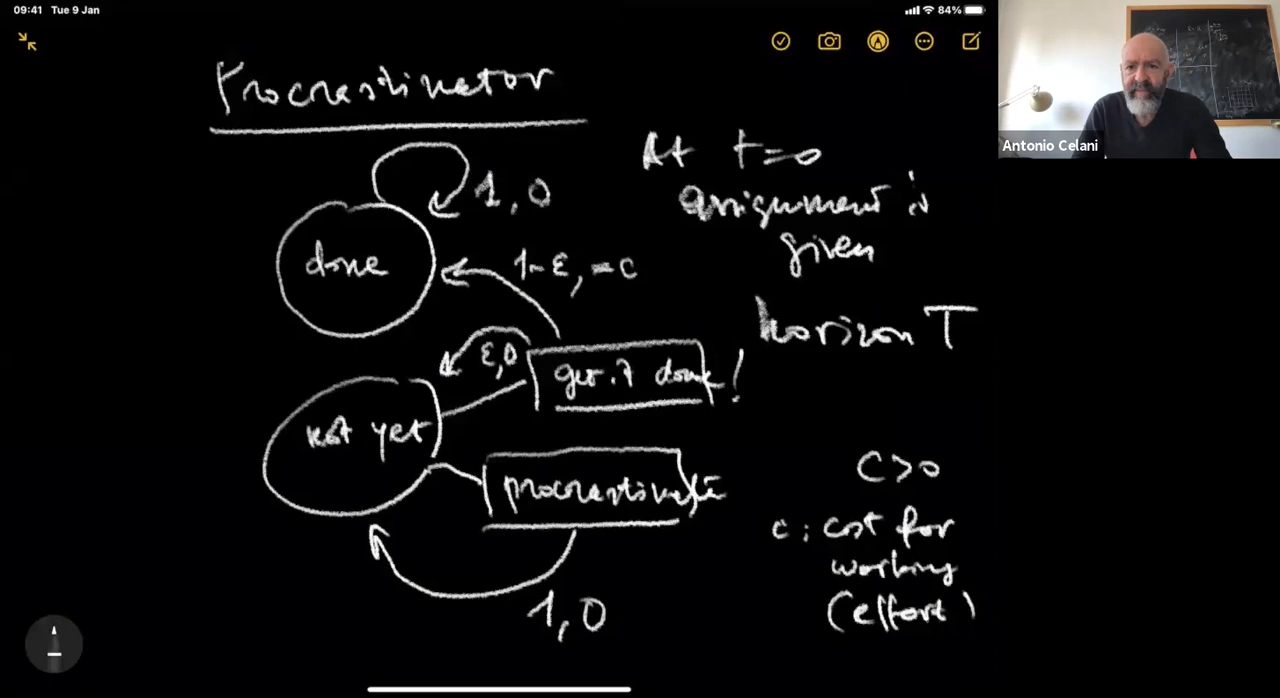 09:41 Tue 9 Jan
84%
Procrastinator
At t=0
assignment is
given
horizon T
1, 0
done
1-ε, -c
ε, 0
get it done!
not yet
procrastinate
1, 0
c>0
c: cost for
working
(effort)
Antonio Celani